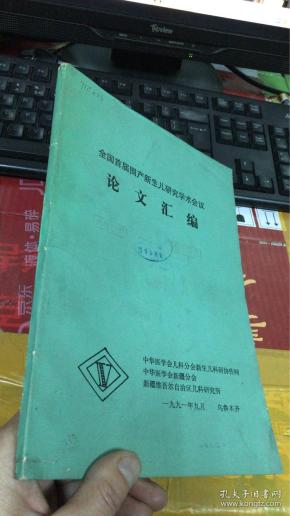 全国首届围产新生儿研究学术会议
论文汇编
中华医学会儿科分会新生儿科研协作网
中华医学会新疆分会
新疆维吾尔自治区儿科研究所
一九九一年九月 乌鲁木齐
孔夫子旧书网